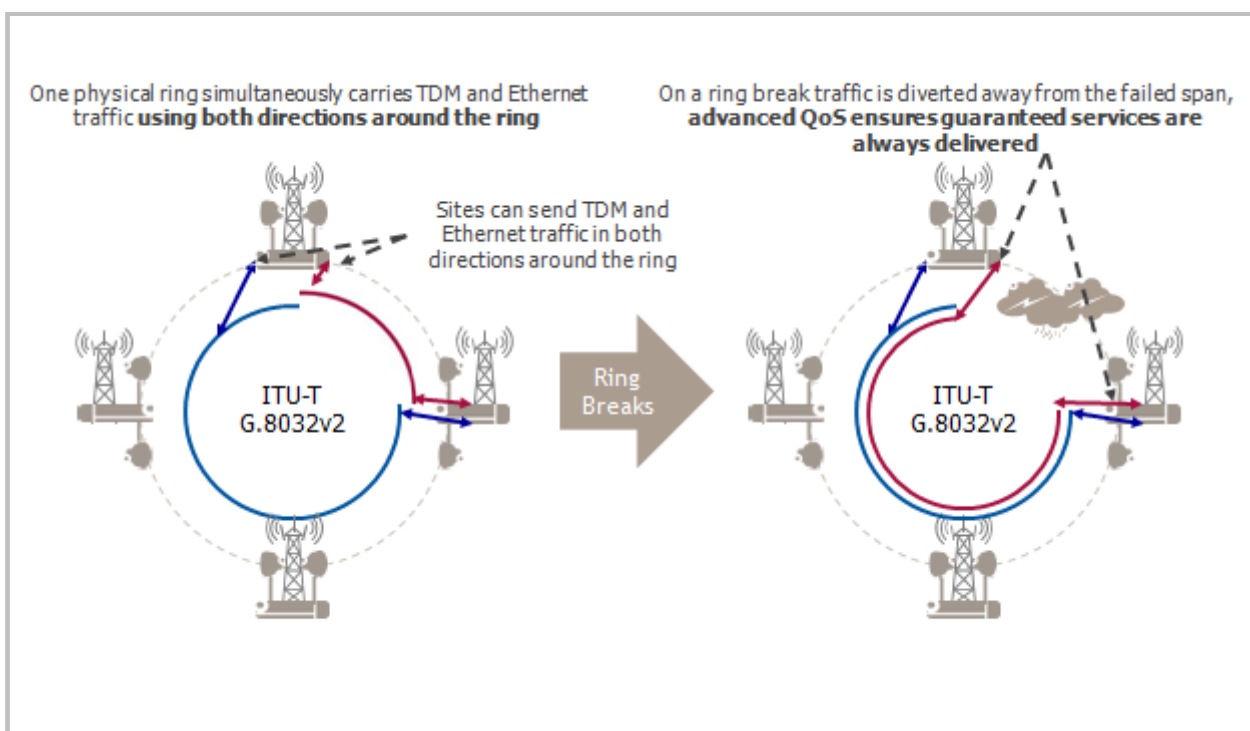 One physical ring simultaneously carries TDM and Ethernet
traffic using both directions around the ring
Sites can send TDM and
Ethernet traffic in both
directions around the ring
ITU-T
G.8032v2
Ring
Breaks
On a ring break traffic is diverted away from the failed span,
advanced QoS ensures guaranteed services are
always delivered
ITU-T
G.8032v2